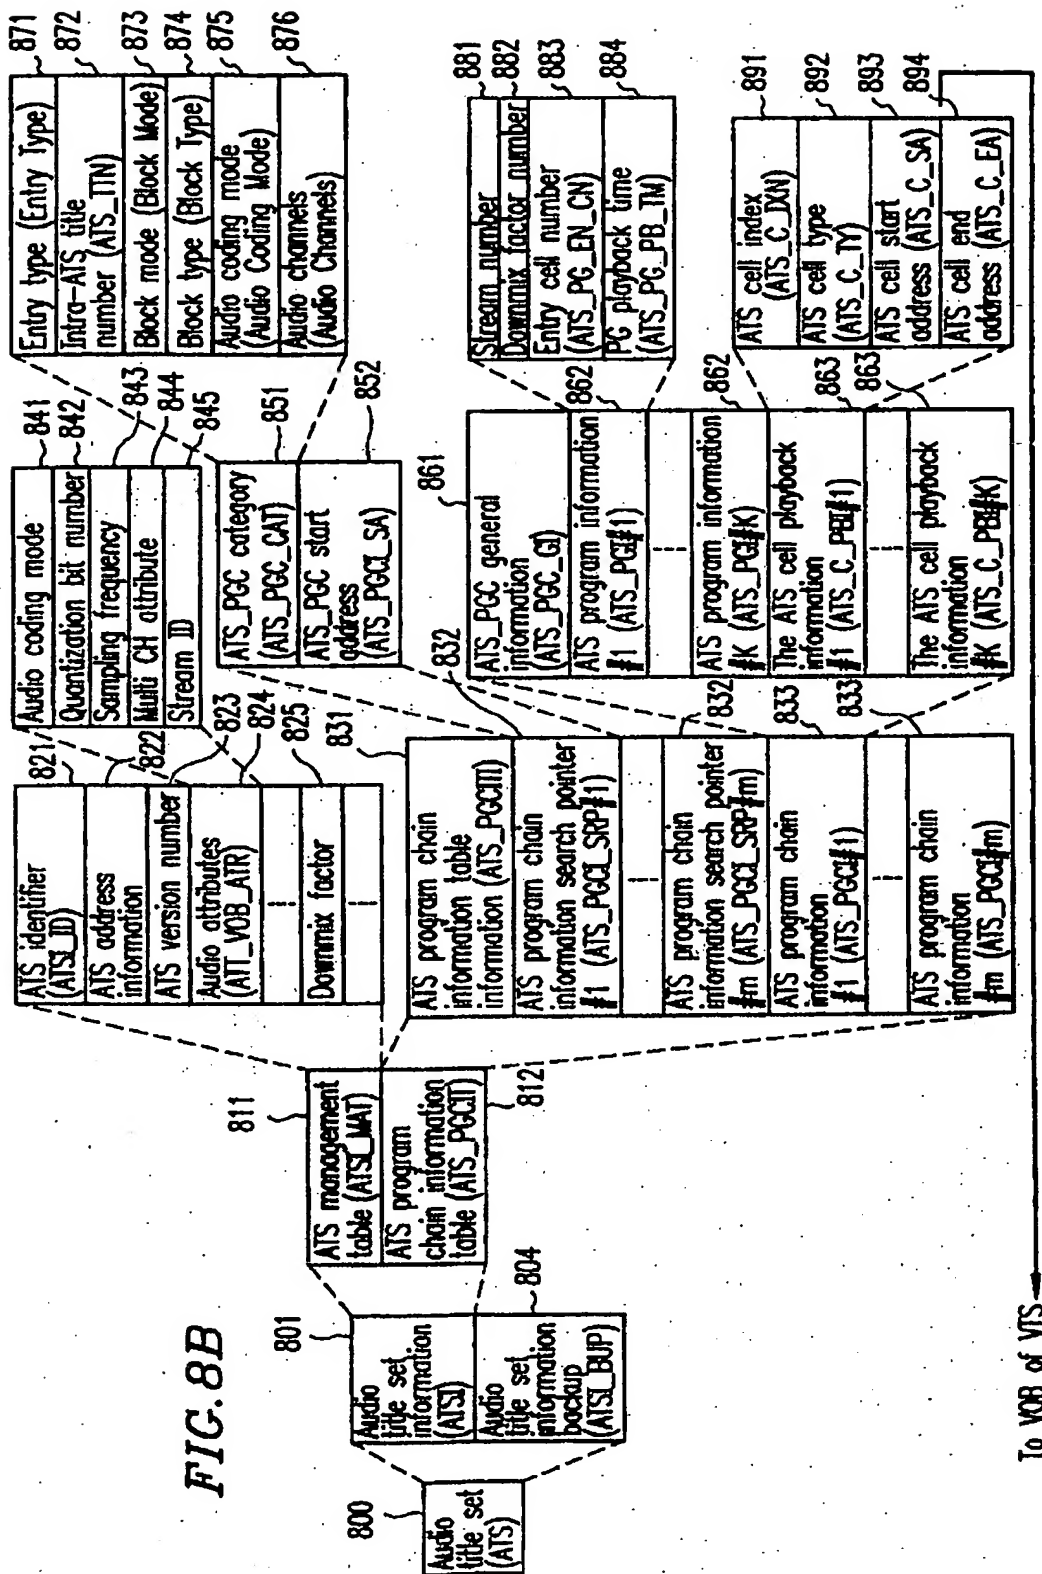 FIG.8B
800
Audio
title set
(ATS)
801
Audio
title set
information
(ATSI)
Audio
title set
information
backup
(ATSI_BUP)
804
811
ATS management
table (ATSI_MAT)
ATS program
chain information
table (ATS_PGCIT)
8121
ATS identifier
(ATSI_ID)
821
ATS address
information
822
ATS version number
823
Audio attributes
(ATT_VOB_ATR)
824
Downmix factor
825
831
ATS program chain
information table
information (ATS_PGCITI)
ATS program chain
information search pointer
#1 (ATS_PGCI_SRP#1)
832
ATS program chain
information search pointer
#m (ATS_PGCI_SRP#m)
832
ATS program chain
information
#1 (ATS_PGCI#1)
833
ATS program chain
information
#m (ATS_PGCI#m)
833
Audio coding mode
841
Quantization bit number
842
Sampling frequency
843
Multi CH attribute
844
Stream ID
845
ATS_PGC category
(ATS_PGC_CAT)
851
ATS_PGC start
address
(ATS_PGCI_SA)
852
861
ATS_PGC general
information
(ATS_PGC_GI)
ATS program information
#1 (ATS_PGI#1)
862
ATS program information
#K (ATS_PGI#K)
862
The ATS cell playback
information
#1 (ATS_C_PBI#1)
863
The ATS cell playback
information
#K (ATS_C_PBI#K)
863
Entry type (Entry Type)
871
Intra-ATS title
number (ATS_TTN)
872
Block mode (Block Mode)
873
Block type (Block Type)
874
Audio coding mode
(Audio Coding Mode)
875
Audio channels
(Audio Channels)
876
Stream number
881
Downmix factor number
882
Entry cell number
(ATS_PG_EN_CN)
883
PG playback time
(ATS_PG_PB_TM)
884
ATS cell index
(ATS_C_IXN)
891
ATS cell type
(ATS_C_TY)
892
ATS cell start
address (ATS_C_SA)
893
ATS cell end
address (ATS_C_EA)
894
To VOB of VTS